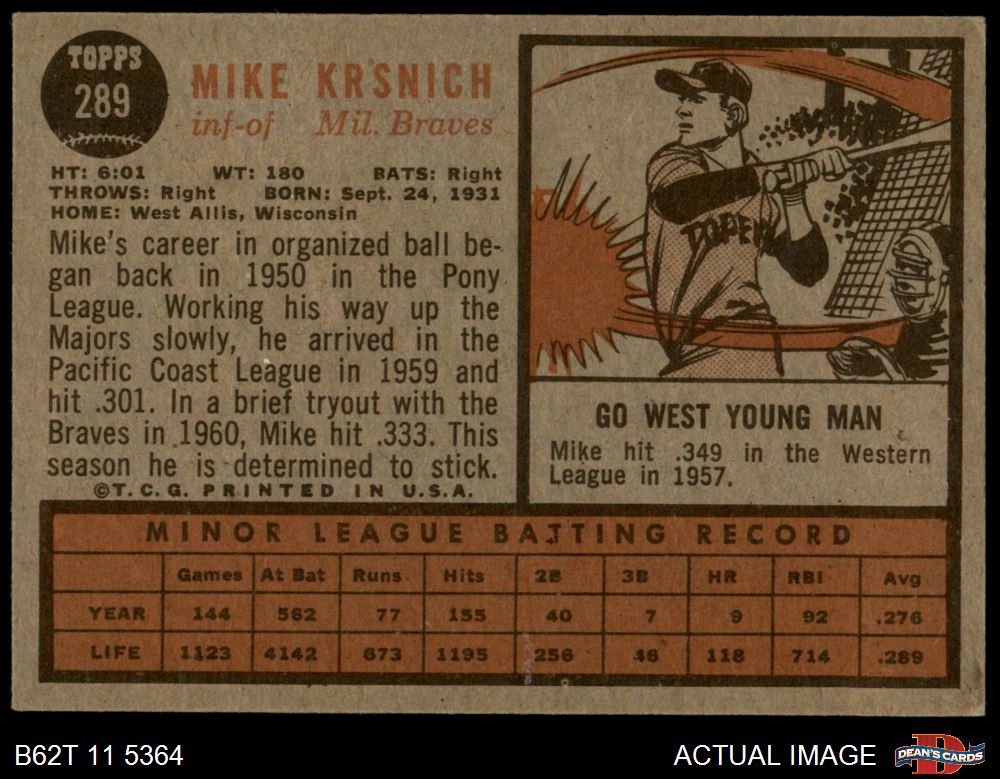 TOPPS
289
MIKE KRSNICH
inf-of Mil. Braves
HT: 6:01 WT: 180 BATS: Right
THROWS: Right BORN: Sept. 24, 1931
HOME: West Allis, Wisconsin
Mike's career in organized ball be-
gan back in 1950 in the Pony
League. Working his way up the
Majors slowly, he arrived in the
Pacific Coast League in 1959 and
hit .301. In a brief tryout with the
Braves in 1960, Mike hit .333. This
season he is determined to stick.
©T.C.G. PRINTED IN U.S.A.
TOPEK
GO WEST YOUNG MAN
Mike hit .349 in the Western
League in 1957.
MINOR LEAGUE BATTING RECORD
Games At Bat Runs Hits 2B 3B HR RBI Avg
YEAR 144 562 77 155 40 7 9 92 .276
LIFE 1123 4142 673 1195 256 46 118 714 .289
B62T 11 5364 ACTUAL IMAGE DEAN'S CARDS